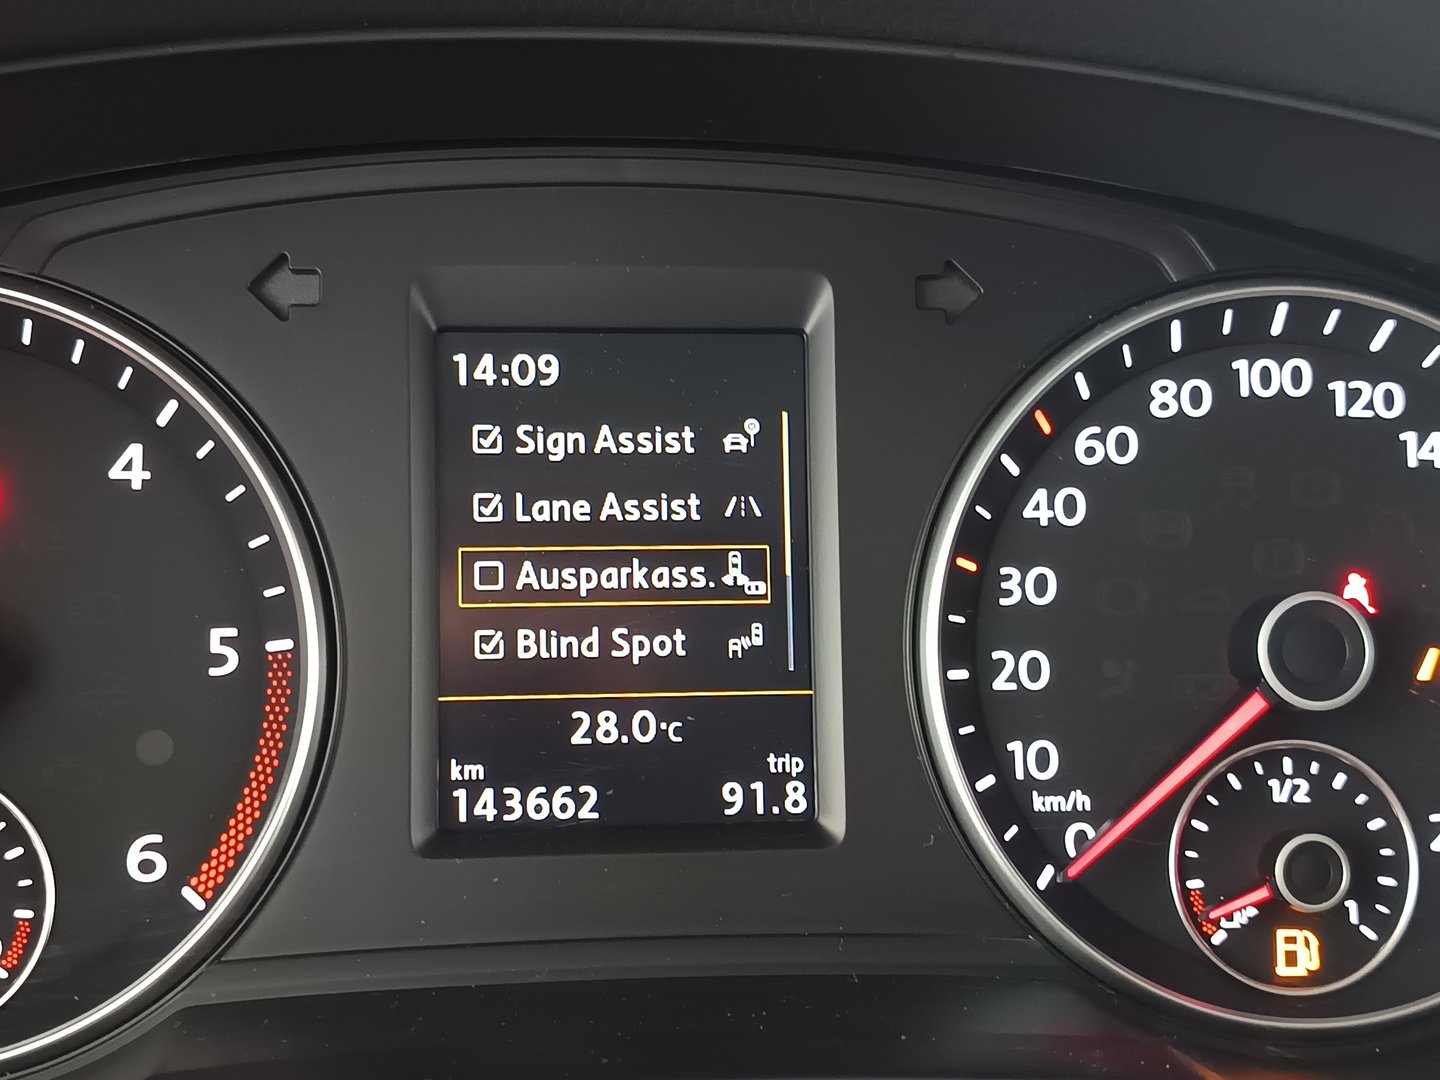 14:09
Sign Assist
Lane Assist
Ausparkass.
Blind Spot
28.0°C
km
trip
143662
91.8
4
5
6
0
10
20
30
40
60
80
100
120
km/h
1/2
1